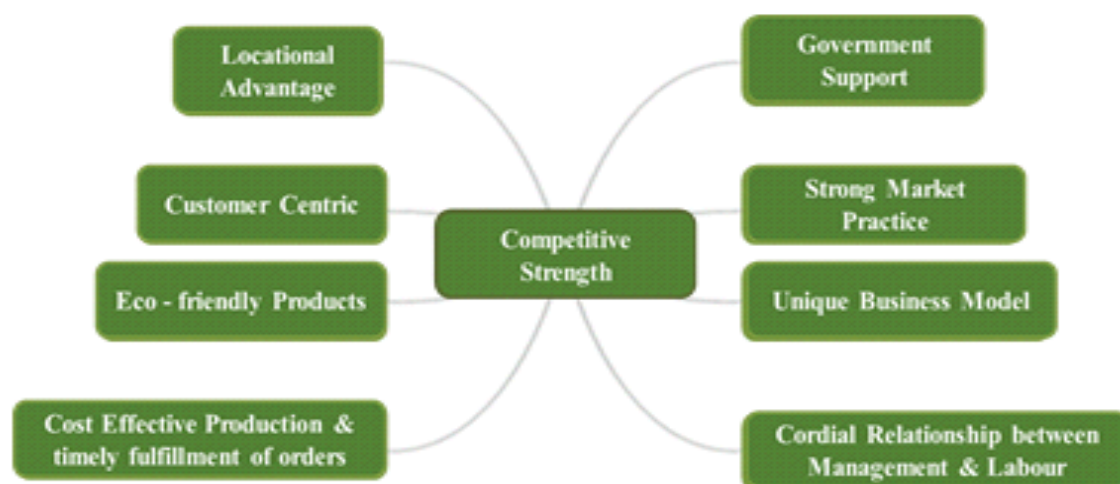 Locational
Advantage
Customer Centric
Eco - friendly Products
Cost Effective Production &
timely fulfillment of orders
Competitive
Strength
Government
Support
Strong Market
Practice
Unique Business Model
Cordial Relationship between
Management & Labour